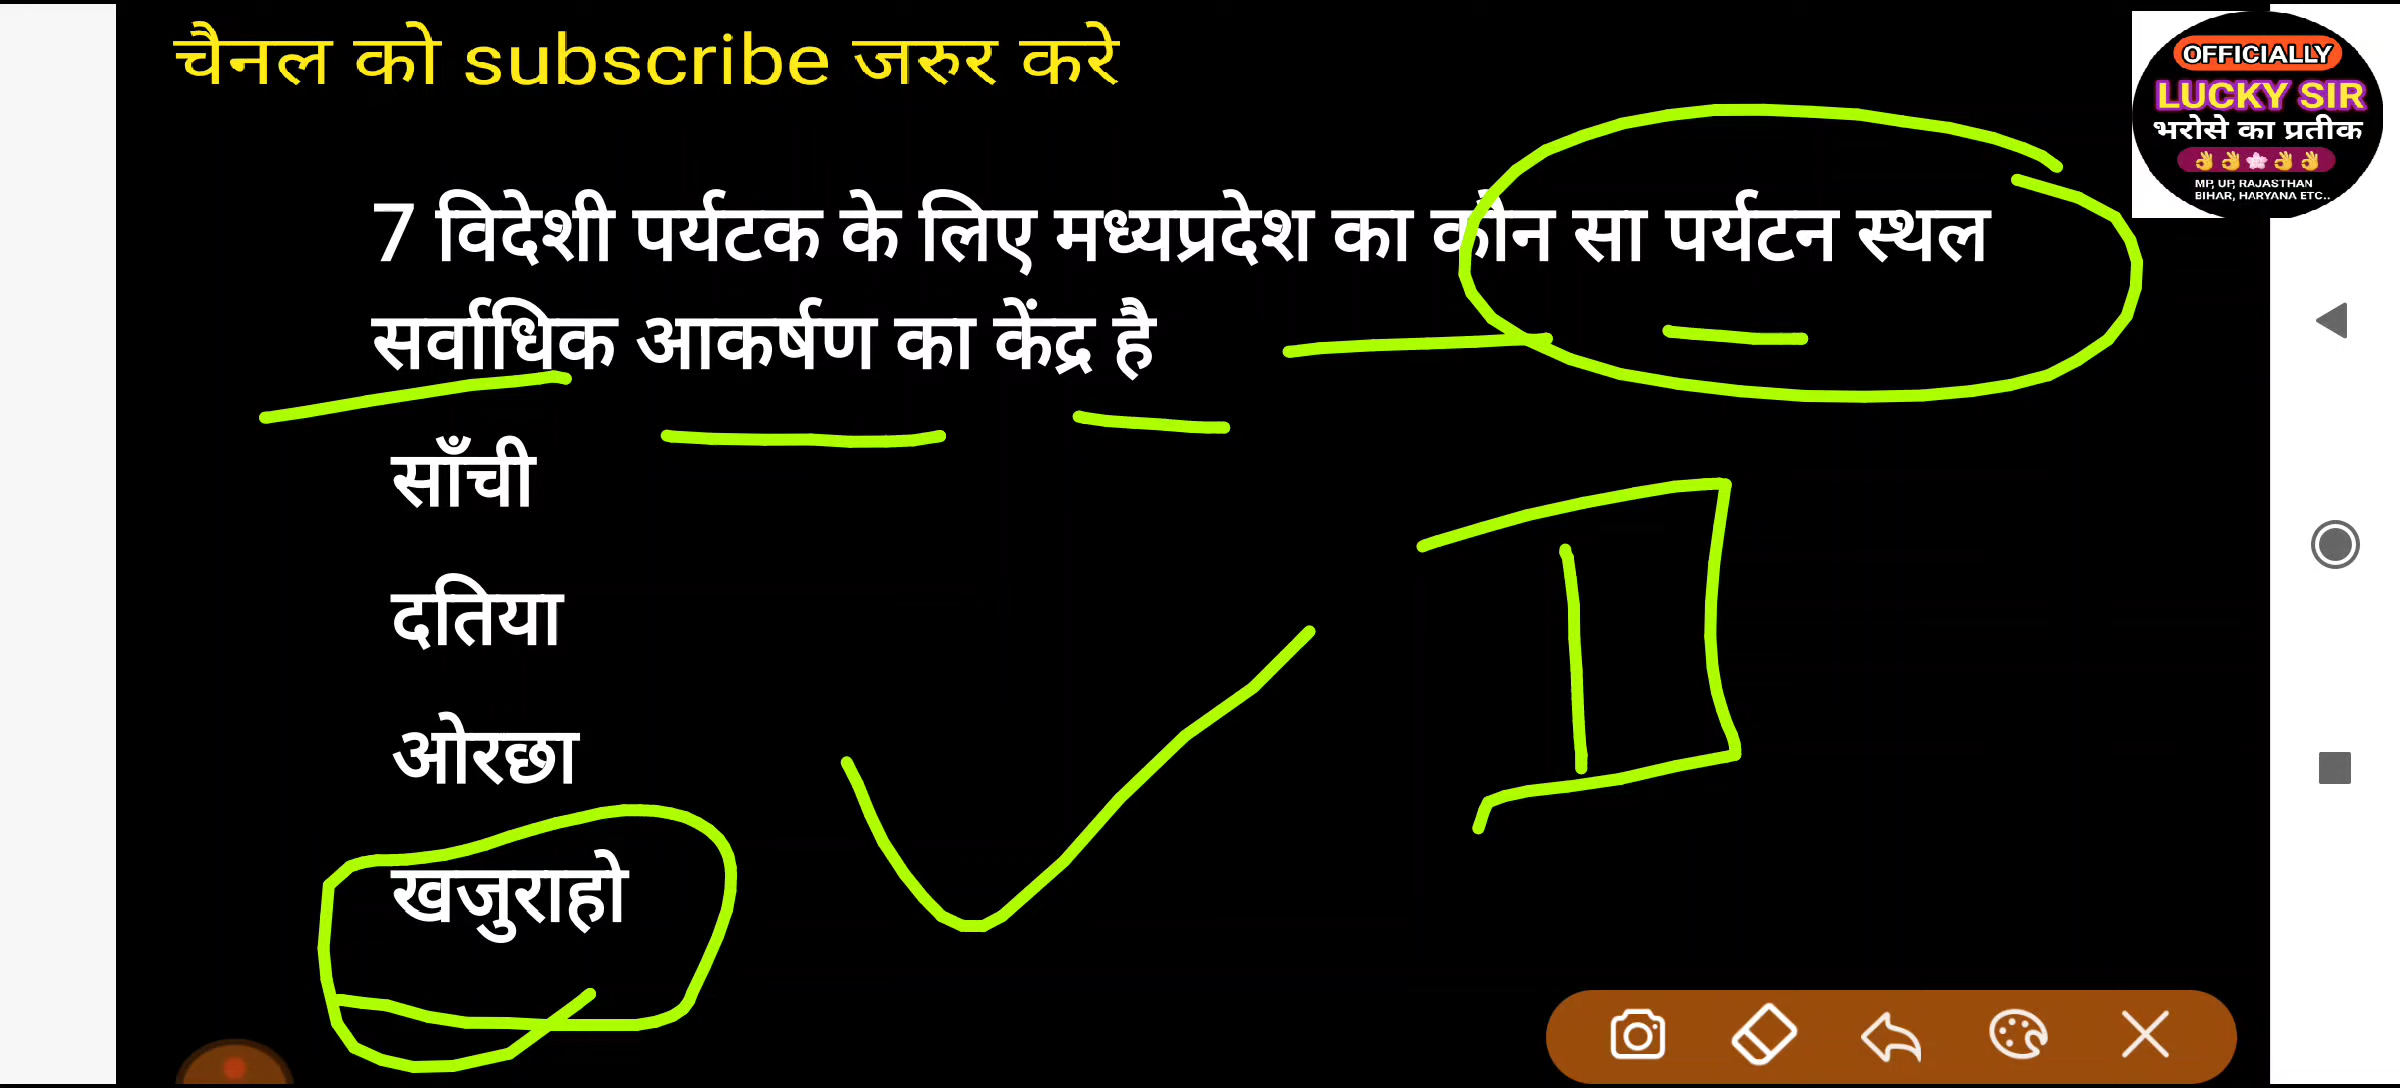 चैनल को subscribe जरुर करे
OFFICIALLY
LUCKY SIR
भरोसे का प्रतीक
MP, UP, RAJASTHAN
BIHAR, HARYANA ETC..
7 विदेशी पर्यटक के लिए मध्यप्रदेश का कौन सा पर्यटन स्थल
सर्वाधिक आकर्षण का केंद्र है
साँची
दतिया
ओरछा
खजुराहो